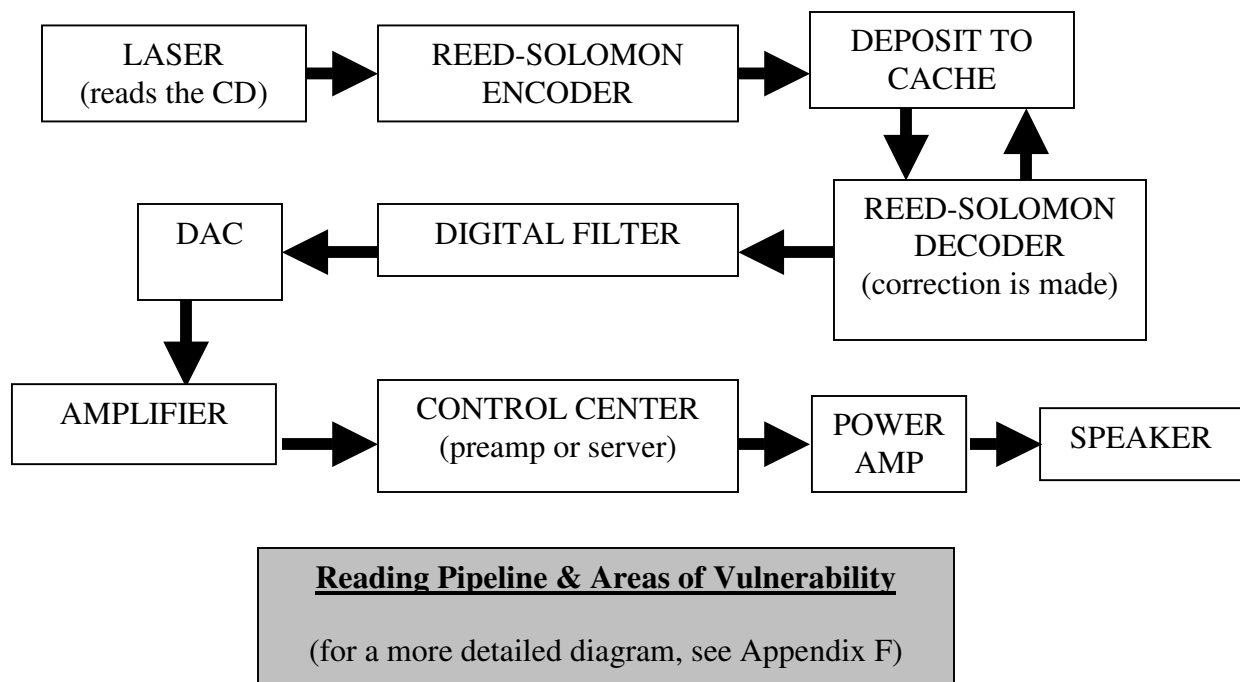 LASER
(reads the CD)
REED-SOLOMON
ENCODER
DEPOSIT TO
CACHE
REED-SOLOMON
DECODER
(correction is made)
DIGITAL FILTER
DAC
AMPLIFIER
CONTROL CENTER
(preamp or server)
POWER
AMP
SPEAKER
Reading Pipeline & Areas of Vulnerability
(for a more detailed diagram, see Appendix F)